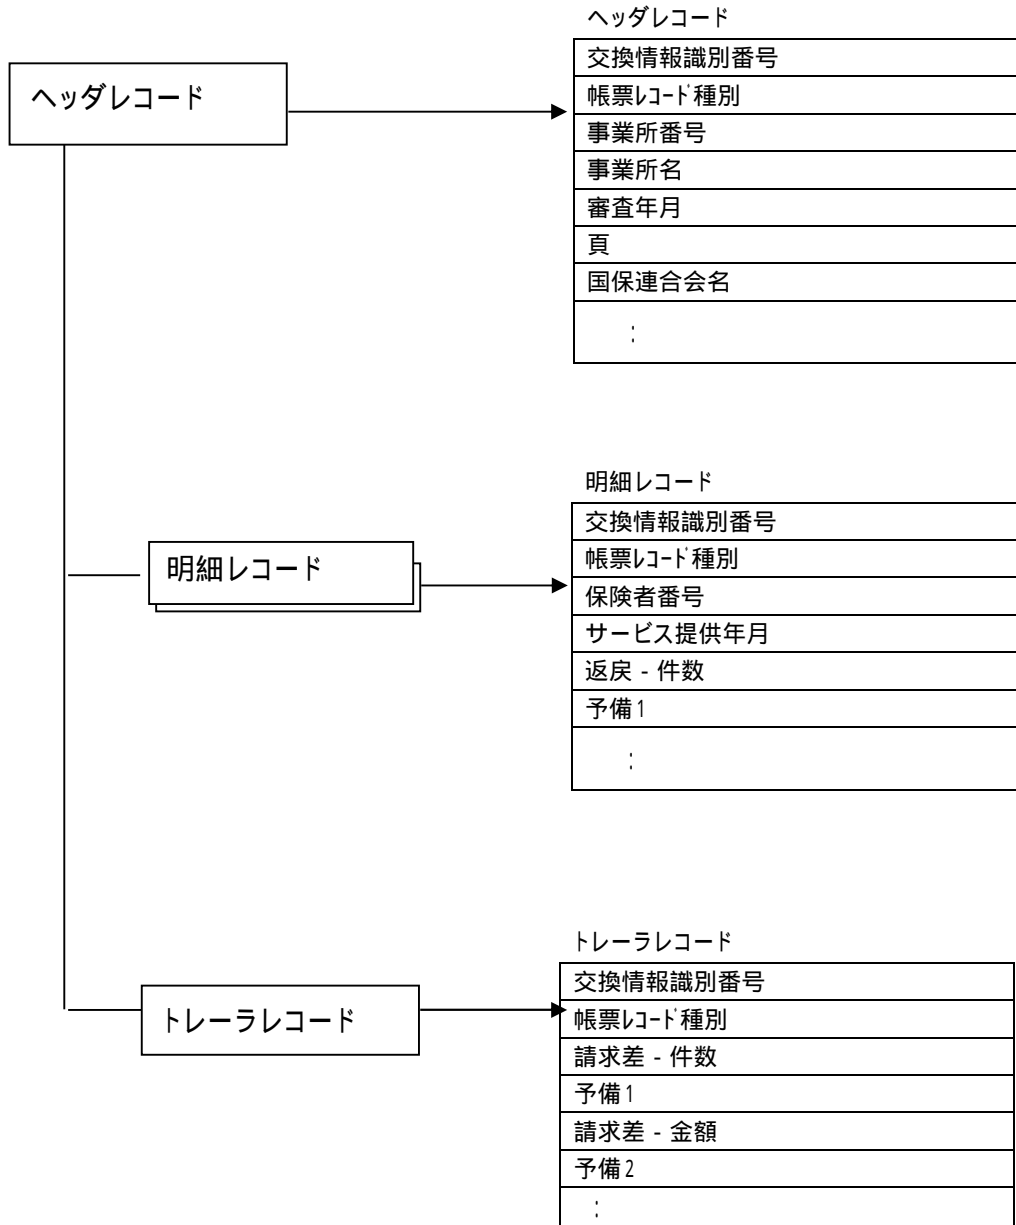 ヘッダレコード
ヘッダレコード
交換情報識別番号
帳票ﾚｺｰﾄﾞ種別
事業所番号
事業所名
審査年月
頁
国保連合会名
:
明細レコード
明細レコード
交換情報識別番号
帳票ﾚｺｰﾄﾞ種別
保険者番号
サービス提供年月
返戻‐件数
予備1
:
トレーラレコード
トレーラレコード
交換情報識別番号
帳票ﾚｺｰﾄﾞ種別
請求差‐件数
予備1
請求差‐金額
予備2
: